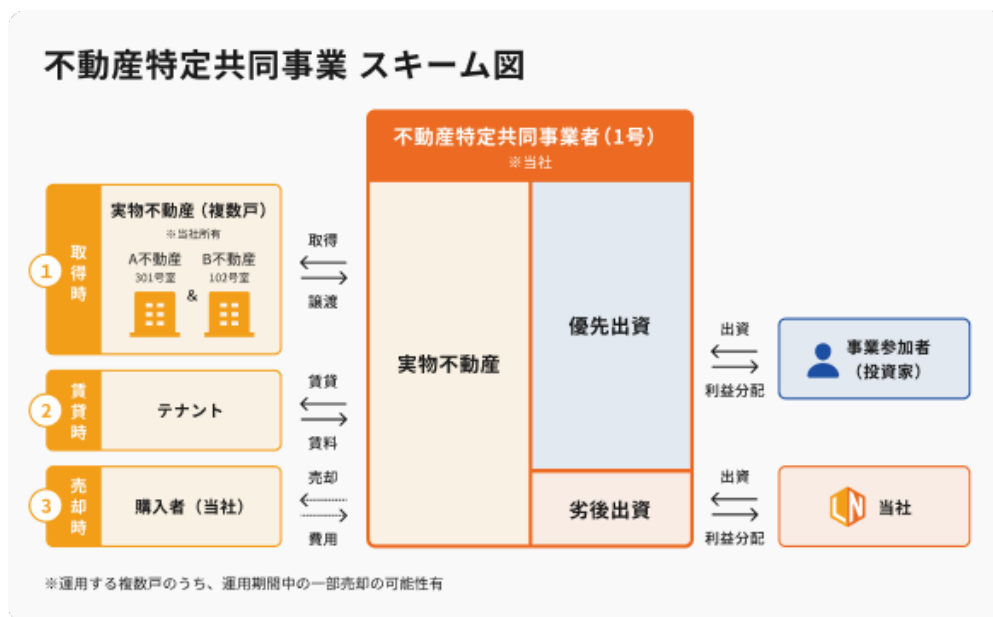 不動産特定共同事業 スキーム図
不動産特定共同事業者（1号）
※当社
1
取得時
実物不動産（複数戸）
※当社所有
A不動産
301号室
&
B不動産
102号室
取得
譲渡
2
賃貸時
テナント
賃貸
賃料
3
売却時
購入者（当社）
売却
費用
実物不動産
優先出資
劣後出資
出資
利益分配
事業参加者
（投資家）
出資
利益分配
LN
当社
※運用する複数戸のうち、運用期間中の一部売却の可能性有